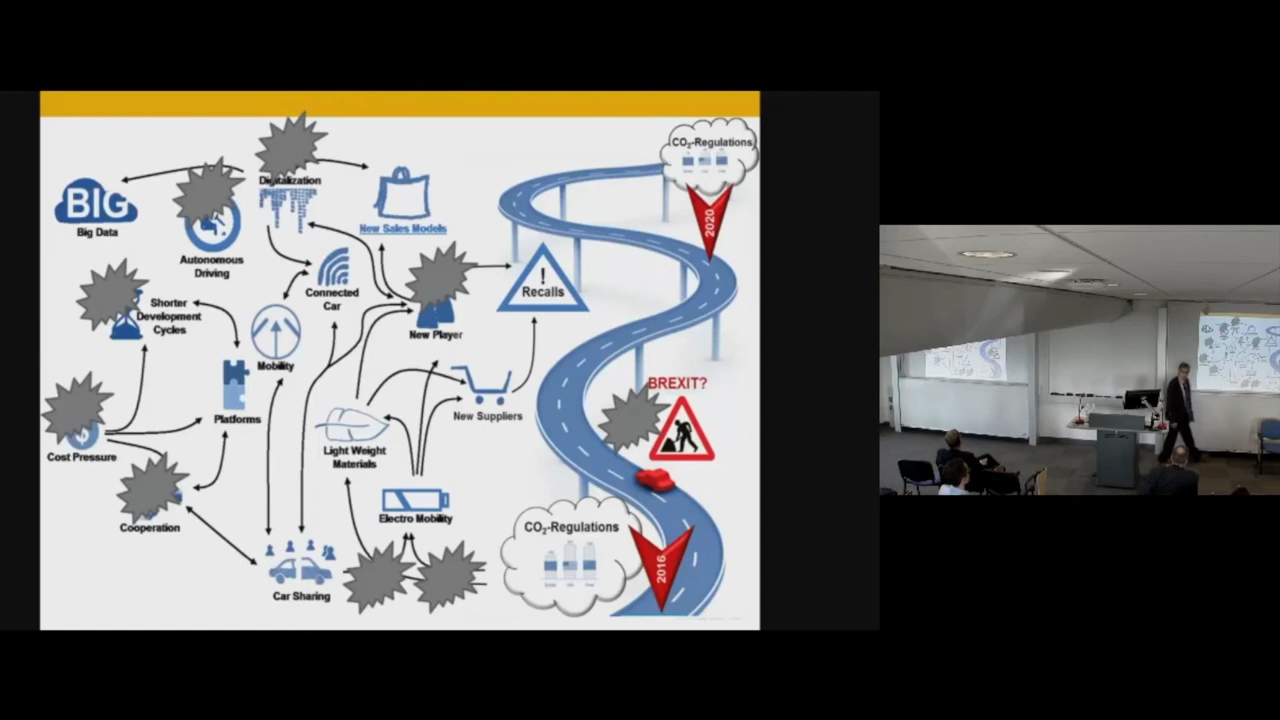 CO₂-Regulations
2020
BIG
Big Data
Digitalization
New Sales Models
Autonomous
Driving
Connected
Car
!
Recalls
Shorter
Development
Cycles
New Player
Mobility
BREXIT?
Platforms
New Suppliers
Cost Pressure
Light Weight
Materials
Cooperation
Electro Mobility
CO₂-Regulations
2016
Car Sharing